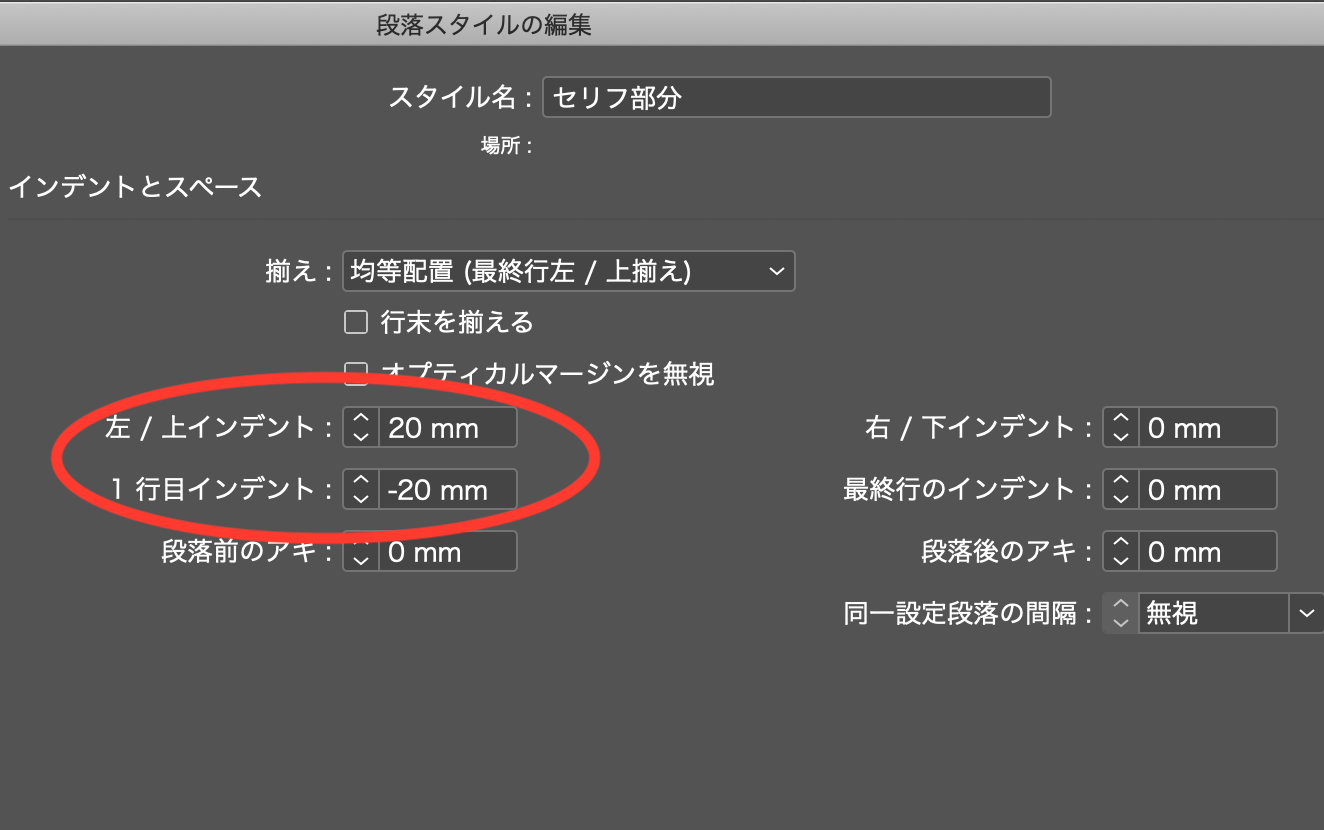 段落スタイルの編集
スタイル名 : セリフ部分
場所 :
インデントとスペース
揃え : 均等配置 (最終行左 / 上揃え)
行末を揃える
オプティカルマージンを無視
左 / 上インデント : 20 mm 右 / 下インデント : 0 mm
1 行目インデント : -20 mm 最終行のインデント : 0 mm
段落前のアキ : 0 mm 段落後のアキ : 0 mm
同一設定段落の間隔 : 無視